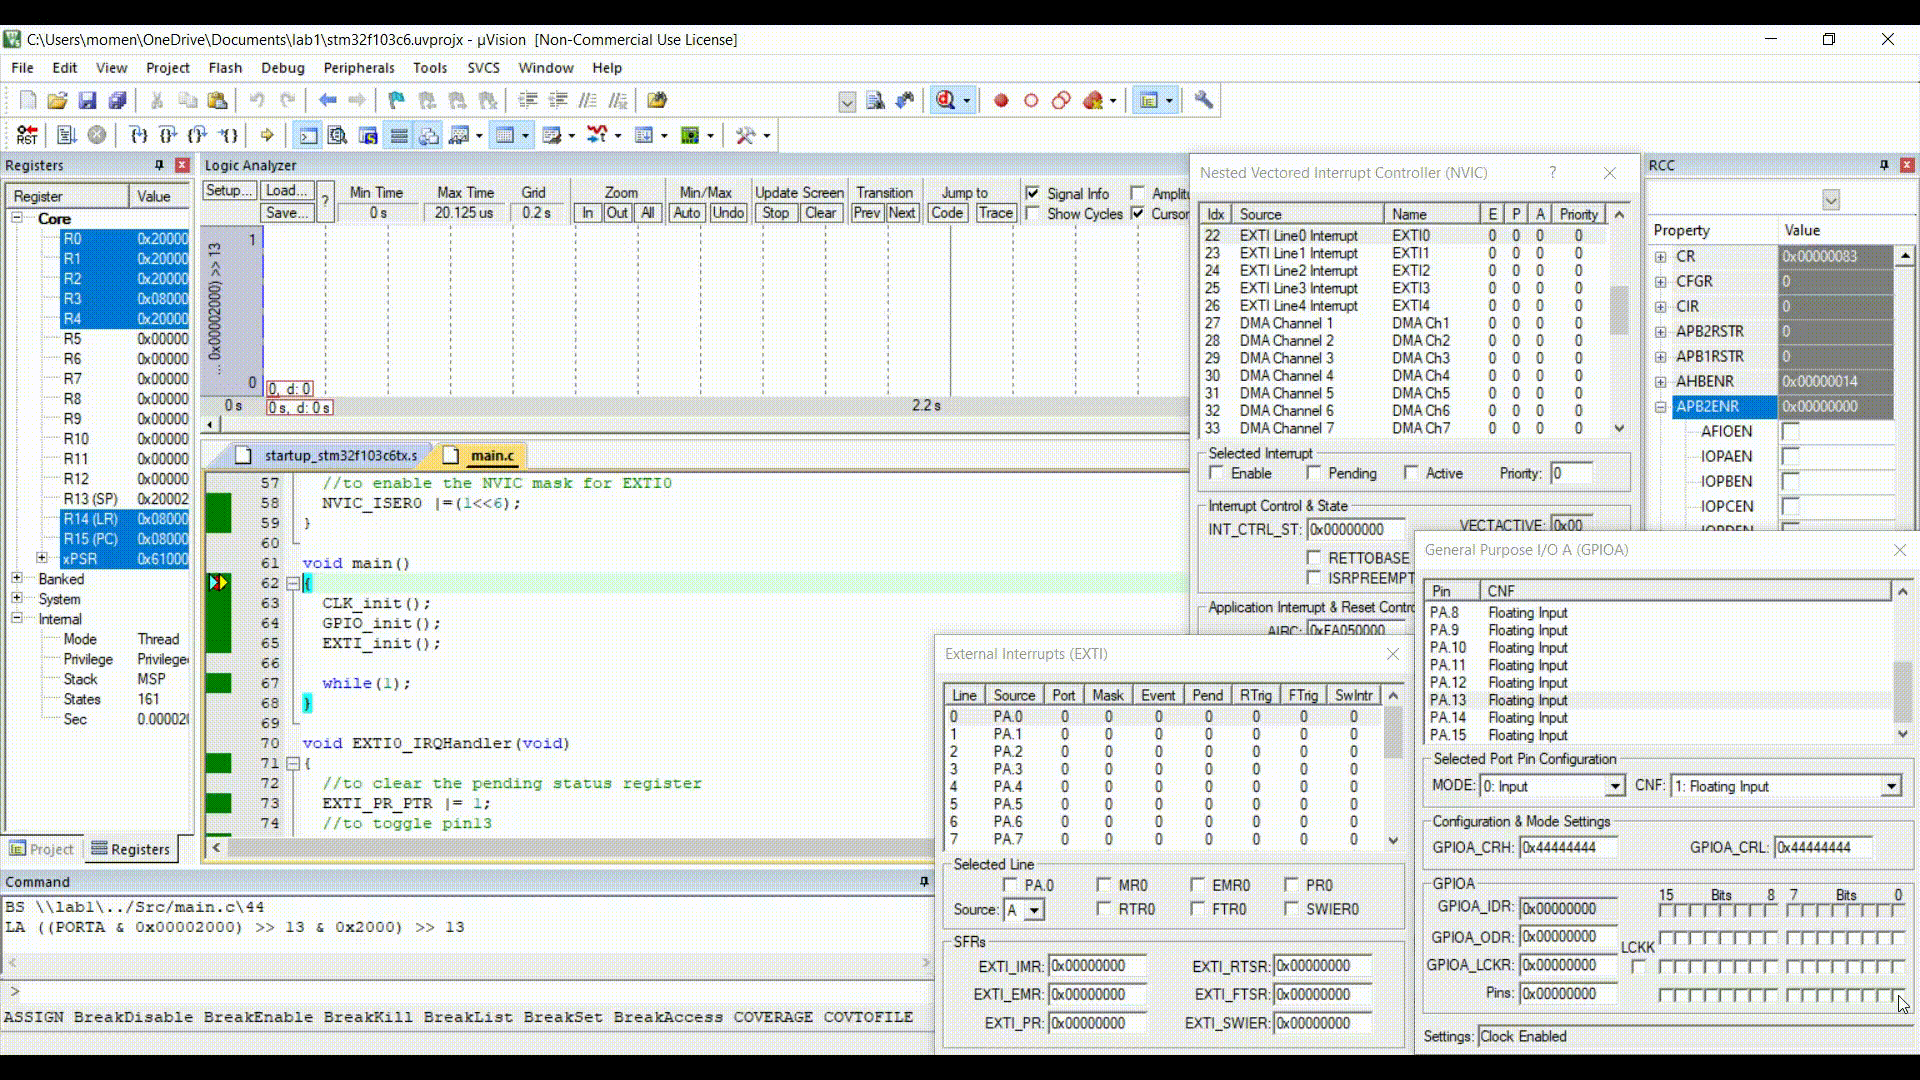 C:\Users\momen\OneDrive\Documents\lab1\stm32f103c6.uvprojx - µVision [Non-Commercial Use License]
File Edit View Project Flash Debug Peripherals Tools SVCS Window Help
RST
Registers
Register Value
Core
R0 0x20000
R1 0x20000
R2 0x20000
R3 0x08000
R4 0x20000
R5 0x00000
R6 0x00000
R7 0x00000
R8 0x00000
R9 0x00000
R10 0x00000
R11 0x00000
R12 0x00000
R13 (SP) 0x20002
R14 (LR) 0x08000
R15 (PC) 0x08000
xPSR 0x61000
Banked
System
Internal
Mode Thread
Privilege Privilege
Stack MSP
States 161
Sec 0.00002
Project Registers
Logic Analyzer
Setup... Load... Save... ?
Min Time Max Time Grid Zoom Min/Max Update Screen Transition Jump to
0 s 20.125 us 0.2 s In Out All Auto Undo Stop Clear Prev Next Code Trace
Signal Info Amplitu
Show Cycles Cursor
... 0x00002000) >> 13
1
0
0, d: 0
0 s 0 s, d: 0 s 2.2 s
startup_stm32f103c6tx.s main.c
57 //to enable the NVIC mask for EXTI0
58 NVIC_ISER0 |=(1<<6);
59 }
60
61 void main()
62 {
63 CLK_init();
64 GPIO_init();
65 EXTI_init();
66
67 while(1);
68 }
69
70 void EXTI0_IRQHandler(void)
71 {
72 //to clear the pending status register
73 EXTI_PR_PTR |= 1;
74 //to toggle pin13
Command
BS \\lab1\../Src/main.c\44
LA ((PORTA & 0x00002000) >> 13 & 0x2000) >> 13
>
ASSIGN BreakDisable BreakEnable BreakKill BreakList BreakSet BreakAccess COVERAGE COVTOFILE
Nested Vectored Interrupt Controller (NVIC) ?
Idx Source Name E P A Priority
22 EXTI Line0 Interrupt EXTI0 0 0 0 0
23 EXTI Line1 Interrupt EXTI1 0 0 0 0
24 EXTI Line2 Interrupt EXTI2 0 0 0 0
25 EXTI Line3 Interrupt EXTI3 0 0 0 0
26 EXTI Line4 Interrupt EXTI4 0 0 0 0
27 DMA Channel 1 DMA Ch1 0 0 0 0
28 DMA Channel 2 DMA Ch2 0 0 0 0
29 DMA Channel 3 DMA Ch3 0 0 0 0
30 DMA Channel 4 DMA Ch4 0 0 0 0
31 DMA Channel 5 DMA Ch5 0 0 0 0
32 DMA Channel 6 DMA Ch6 0 0 0 0
33 DMA Channel 7 DMA Ch7 0 0 0 0
Selected Interrupt
Enable Pending Active Priority: 0
Interrupt Control & State
INT_CTRL_ST: 0x00000000 VECTACTIVE: 0x00
RETTOBASE
ISRPREEMPT
Application Interrupt & Reset Contro
AIRC: 0xFA050000
RCC
Property Value
CR 0x00000083
CFGR 0
CIR 0
APB2RSTR 0
APB1RSTR 0
AHBENR 0x00000014
APB2ENR 0x00000000
AFIOEN
IOPAEN
IOPBEN
IOPCEN
IOPDEN
External Interrupts (EXTI)
Line Source Port Mask Event Pend RTrig FTrig SwIntr
0 PA.0 0 0 0 0 0 0 0
1 PA.1 0 0 0 0 0 0 0
2 PA.2 0 0 0 0 0 0 0
3 PA.3 0 0 0 0 0 0 0
4 PA.4 0 0 0 0 0 0 0
5 PA.5 0 0 0 0 0 0 0
6 PA.6 0 0 0 0 0 0 0
7 PA.7 0 0 0 0 0 0 0
Selected Line
PA.0 MR0 EMR0 PR0
Source: A RTR0 FTR0 SWIER0
SFRs
EXTI_IMR: 0x00000000 EXTI_RTSR: 0x00000000
EXTI_EMR: 0x00000000 EXTI_FTSR: 0x00000000
EXTI_PR: 0x00000000 EXTI_SWIER: 0x00000000
General Purpose I/O A (GPIOA)
Pin CNF
PA.8 Floating Input
PA.9 Floating Input
PA.10 Floating Input
PA.11 Floating Input
PA.12 Floating Input
PA.13 Floating Input
PA.14 Floating Input
PA.15 Floating Input
Selected Port Pin Configuration
MODE: 0: Input CNF: 1: Floating Input
Configuration & Mode Settings
GPIOA_CRH: 0x44444444 GPIOA_CRL: 0x44444444
GPIOA
15 Bits 8 7 Bits 0
GPIOA_IDR: 0x00000000
GPIOA_ODR: 0x00000000
LCKK
GPIOA_LCKR: 0x00000000
Pins: 0x00000000
Settings: Clock Enabled